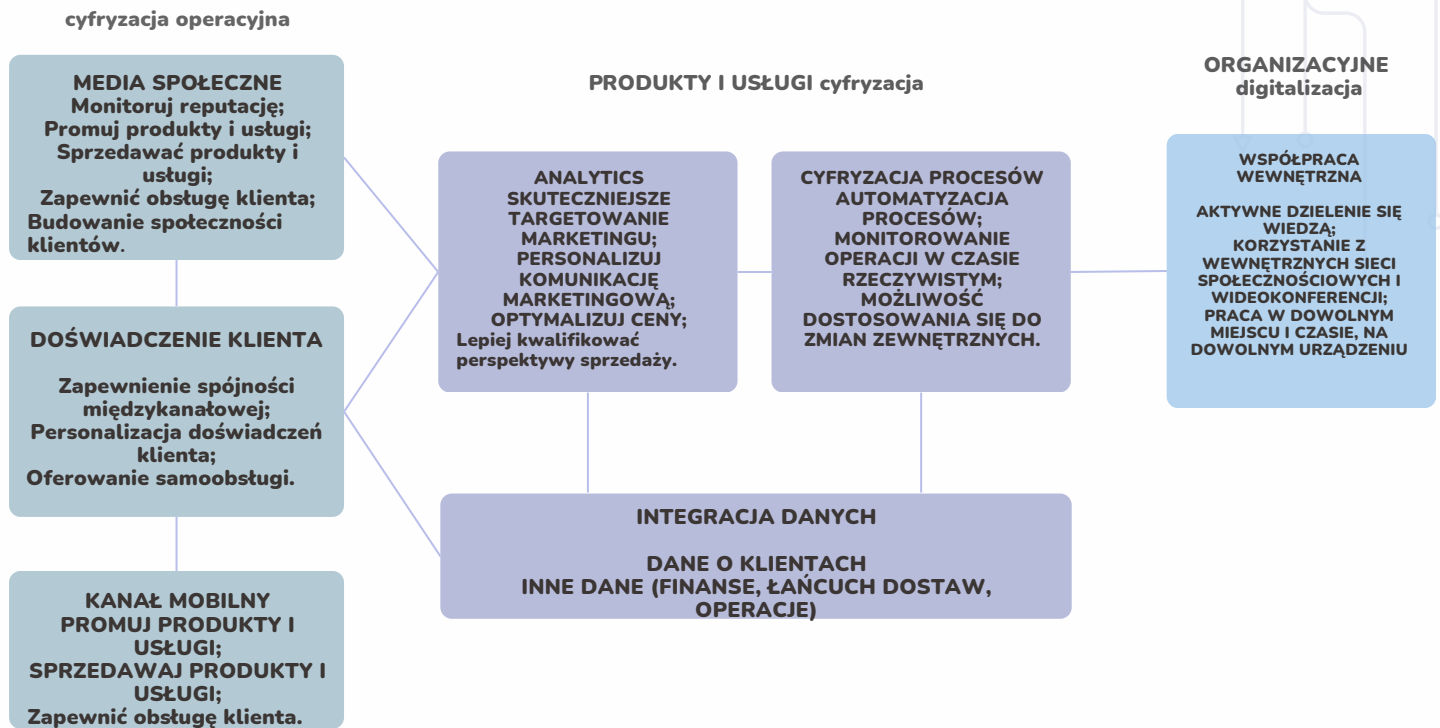 cyfryzacja operacyjna
MEDIA SPOŁECZNE
Monitoruj reputację;
Promuj produkty i usługi;
Sprzedawać produkty i
usługi;
Zapewnić obsługę klienta;
Budowanie społeczności
klientów.
DOŚWIADCZENIE KLIENTA
Zapewnienie spójności
międzykanałowej;
Personalizacja doświadczeń
klienta;
Oferowanie samoobsługi.
KANAŁ MOBILNY
PROMUJ PRODUKTY I
USŁUGI;
SPRZEDAWAJ PRODUKTY I
USŁUGI;
Zapewnić obsługę klienta.
PRODUKTY I USŁUGI cyfryzacja
ANALYTICS
SKUTECZNIEJSZE
TARGETOWANIE
MARKETINGU;
PERSONALIZUJ
KOMUNIKACJĘ
MARKETINGOWĄ;
OPTYMALIZUJ CENY;
Lepiej kwalifikować
perspektywy sprzedaży.
CYFRYZACJA PROCESÓW
AUTOMATYZACJA
PROCESÓW;
MONITOROWANIE
OPERACJI W CZASIE
RZECZYWISTYM;
MOŻLIWOŚĆ
DOSTOSOWANIA SIĘ DO
ZMIAN ZEWNĘTRZNYCH.
INTEGRACJA DANYCH
DANE O KLIENTACH
INNE DANE (FINANSE, ŁAŃCUCH DOSTAW,
OPERACJE)
ORGANIZACYJNE
digitalizacja
WSPÓŁPRACA
WEWNĘTRZNA
AKTYWNE DZIELENIE SIĘ
WIEDZĄ;
KORZYSTANIE Z
WEWNĘTRZNYCH SIECI
SPOŁECZNOŚCIOWYCH I
WIDEOKONFERENCJI;
PRACA W DOWOLNYM
MIEJSCU I CZASIE, NA
DOWOLNYM URZĄDZENIU